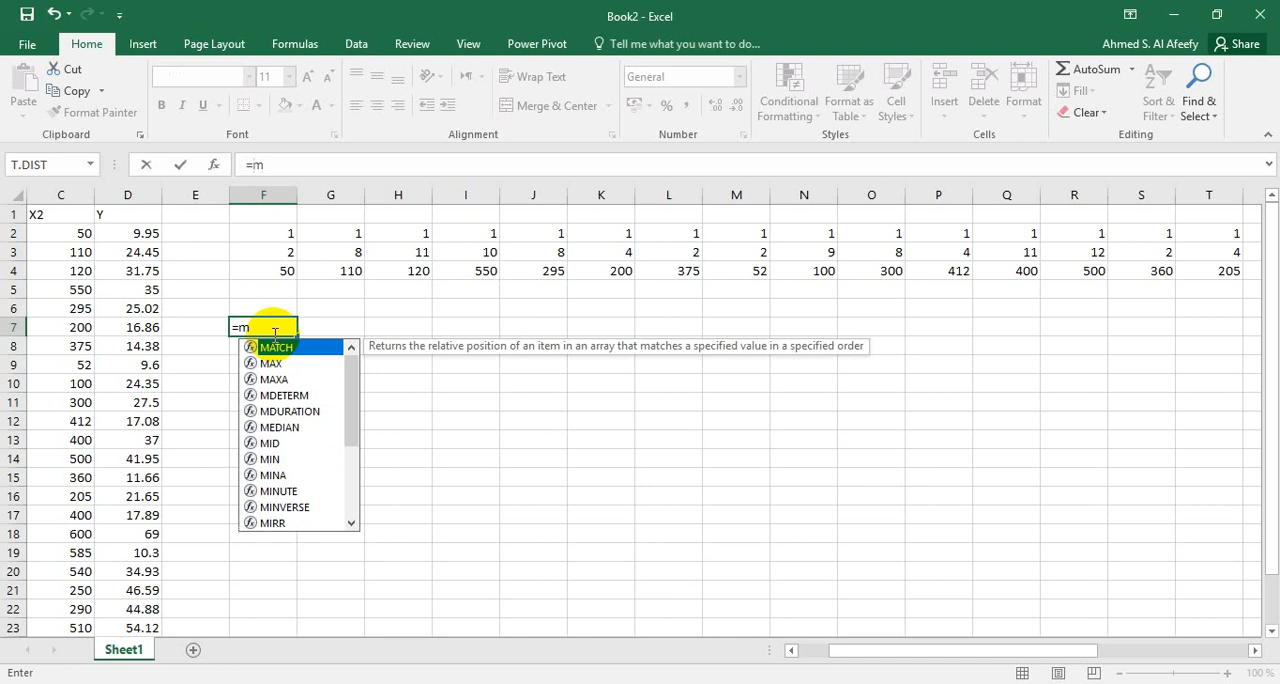 Book2 - Excel
File Home Insert Page Layout Formulas Data Review View Power Pivot Tell me what you want to do... Ahmed S. Al Afeefy Share
Paste Cut Copy Format Painter
11
B I U A
Wrap Text
Merge & Center
General
% ,
Conditional Formatting Format as Table Cell Styles
Insert Delete Format
AutoSum Fill Clear
Sort & Filter Find & Select
Clipboard Font Alignment Number Styles Cells Editing
T.DIST fx =m
C D E F G H I J K L M N O P Q R S T
1 X2 Y
2 50 9.95 1 1 1 1 1 1 1 1 1 1 1 1 1 1 1
3 110 24.45 2 8 11 10 8 4 2 2 9 8 4 11 12 2 4
4 120 31.75 50 110 120 550 295 200 375 52 100 300 412 400 500 360 205
5 550 35
6 295 25.02
7 200 16.86 =m
8 375 14.38 MATCH Returns the relative position of an item in an array that matches a specified value in a specified order
9 52 9.6 MAX
10 100 24.35 MAXA
11 300 27.5 MDETERM
MDURATION
12 412 17.08 MEDIAN
13 400 37 MID
14 500 41.95 MIN
15 360 11.66 MINA
16 205 21.65 MINUTE
17 400 17.89 MINVERSE
18 600 69 MIRR
19 585 10.3
20 540 34.93
21 250 46.59
22 290 44.88
23 510 54.12
Sheet1
Enter 100 %